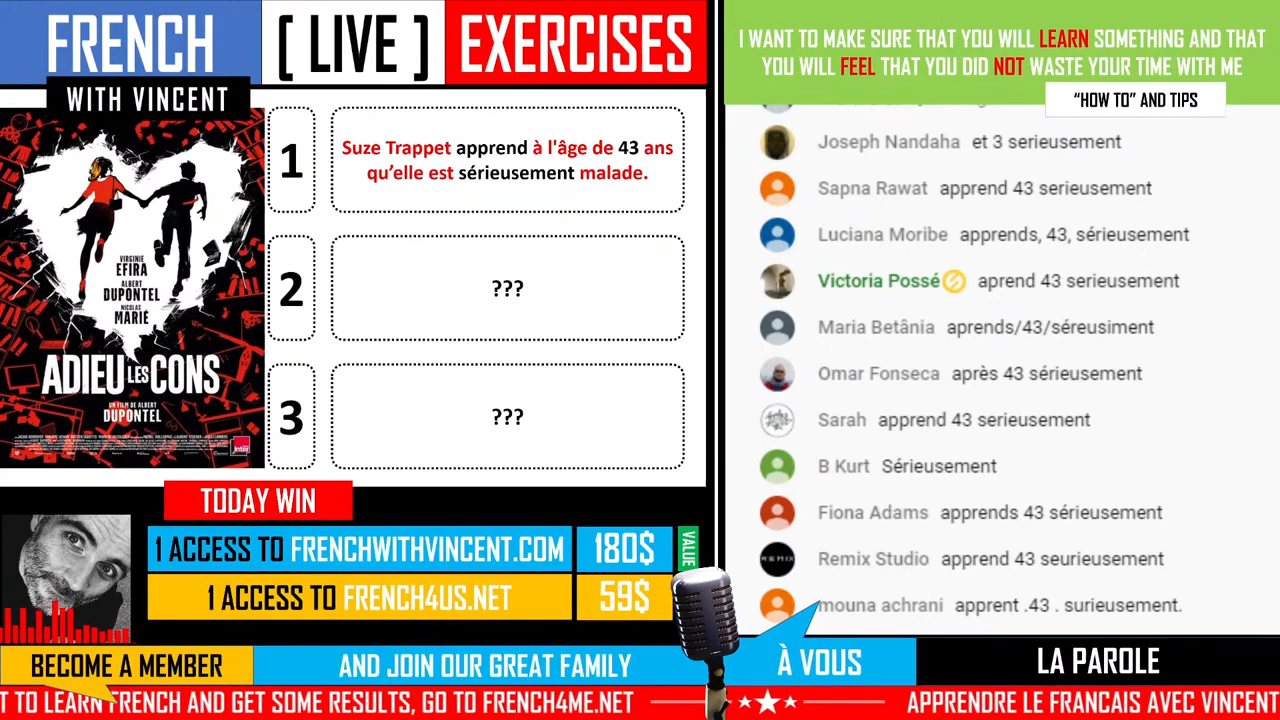 FRENCH
[ LIVE ]
EXERCISES
WITH VINCENT
VIRGINIE
EFIRA
ALBERT
DUPONTEL
NICOLAS
MARIÉ
ADIEU LES CONS
UN FILM DE ALBERT
DUPONTEL
inter
1
Suze Trappet apprend à l'âge de 43 ans
qu'elle est sérieusement malade.
2
???
3
???
TODAY WIN
1 ACCESS TO FRENCHWITHVINCENT.COM
180$
VALUE
1 ACCESS TO FRENCH4US.NET
59$
BECOME A MEMBER
AND JOIN OUR GREAT FAMILY
I WANT TO MAKE SURE THAT YOU WILL LEARN SOMETHING AND THAT
YOU WILL FEEL THAT YOU DID NOT WASTE YOUR TIME WITH ME
“HOW TO” AND TIPS
Joseph Nandaha et 3 serieusement
Sapna Rawat apprend 43 serieusement
Luciana Moribe apprends, 43, sérieusement
Victoria Possé aprend 43 serieusement
Maria Betânia aprends/43/séreusiment
Omar Fonseca après 43 sérieusement
Sarah apprend 43 serieusement
B Kurt Sérieusement
Fiona Adams apprends 43 sérieusement
Remix Studio apprend 43 seurieusement
mouna achrani apprent .43 . surieusement.
À VOUS
LA PAROLE
T TO LEARN FRENCH AND GET SOME RESULTS, GO TO FRENCH4ME.NET
APPRENDRE LE FRANCAIS AVEC VINCENT